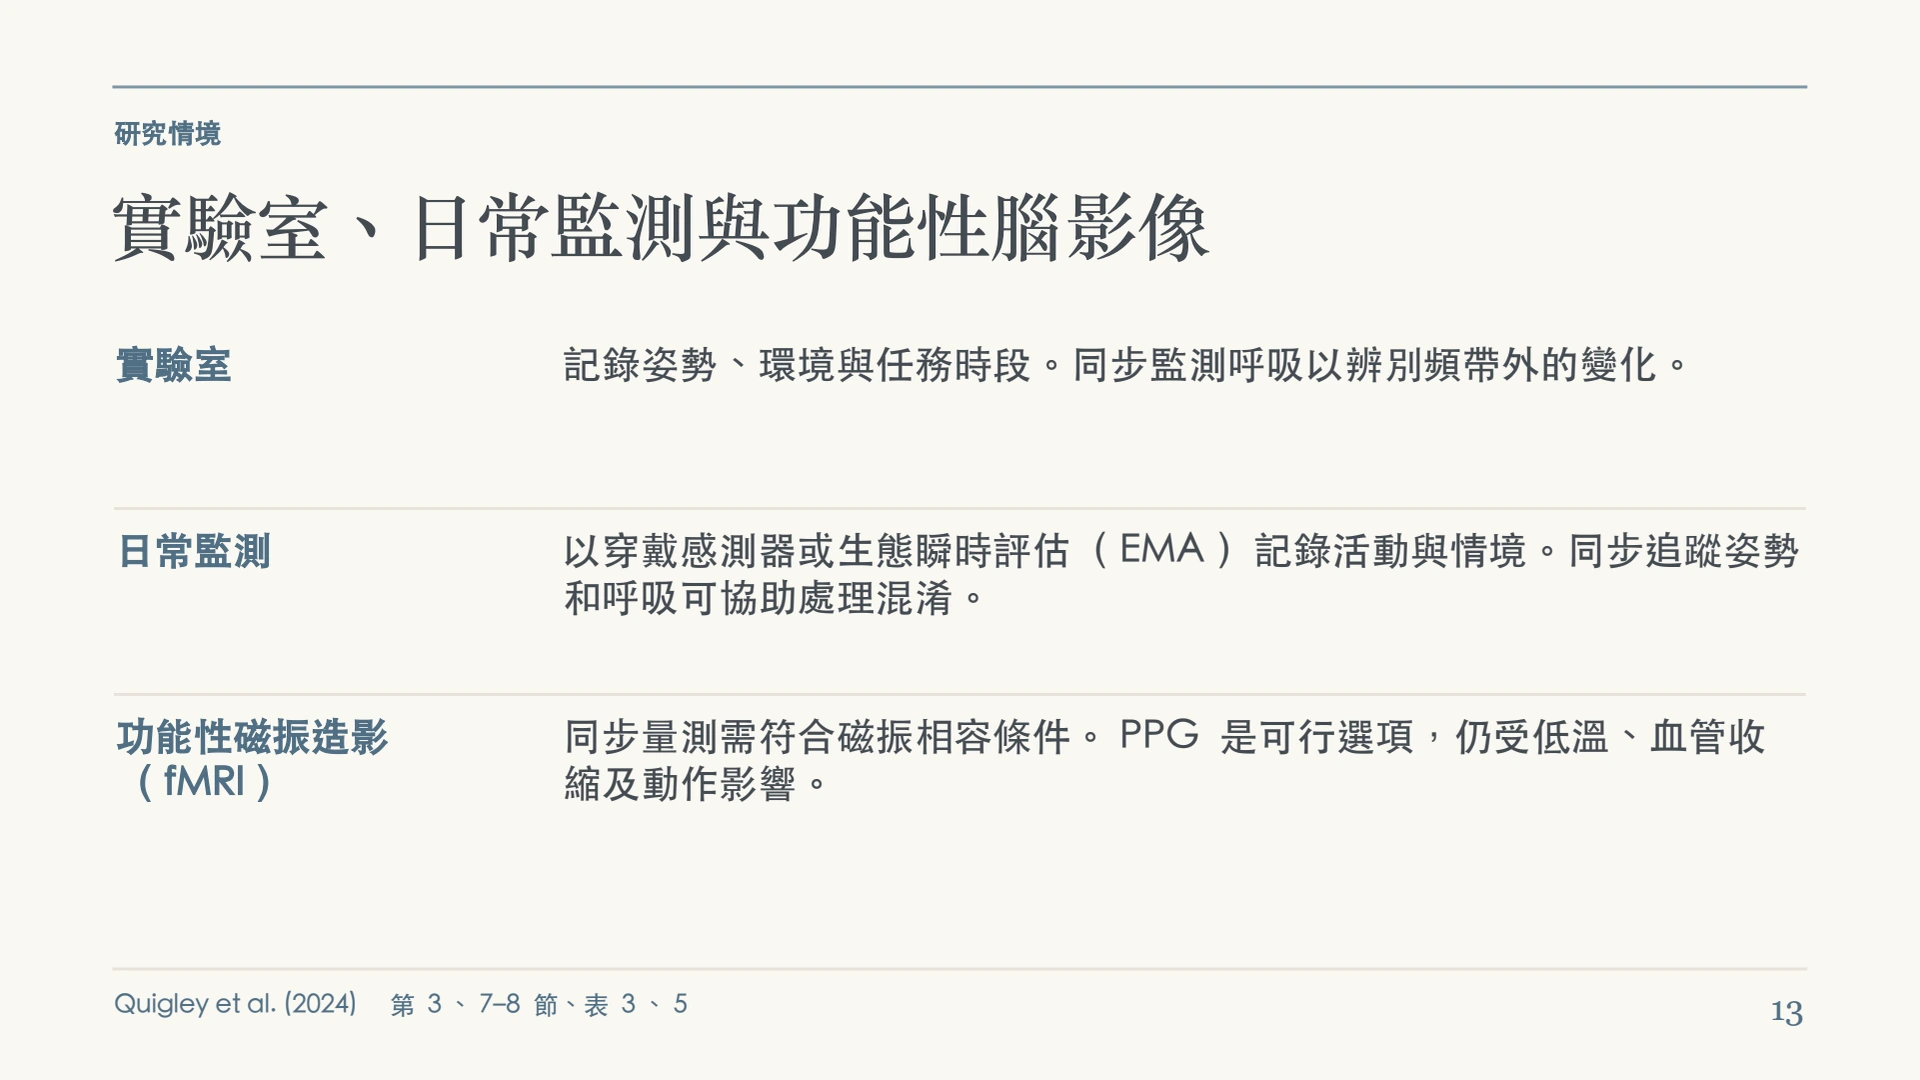 研究情境
實驗室、日常監測與功能性腦影像
實驗室
記錄姿勢、環境與任務時段。同步監測呼吸以辨別頻帶外的變化。
日常監測
以穿戴感測器或生態瞬時評估（EMA）記錄活動與情境。同步追蹤姿勢
和呼吸可協助處理混淆。
功能性磁振造影
（fMRI）
同步量測需符合磁振相容條件。PPG 是可行選項，仍受低溫、血管收
縮及動作影響。
Quigley et al. (2024) 第 3、7–8 節、表 3、5
13